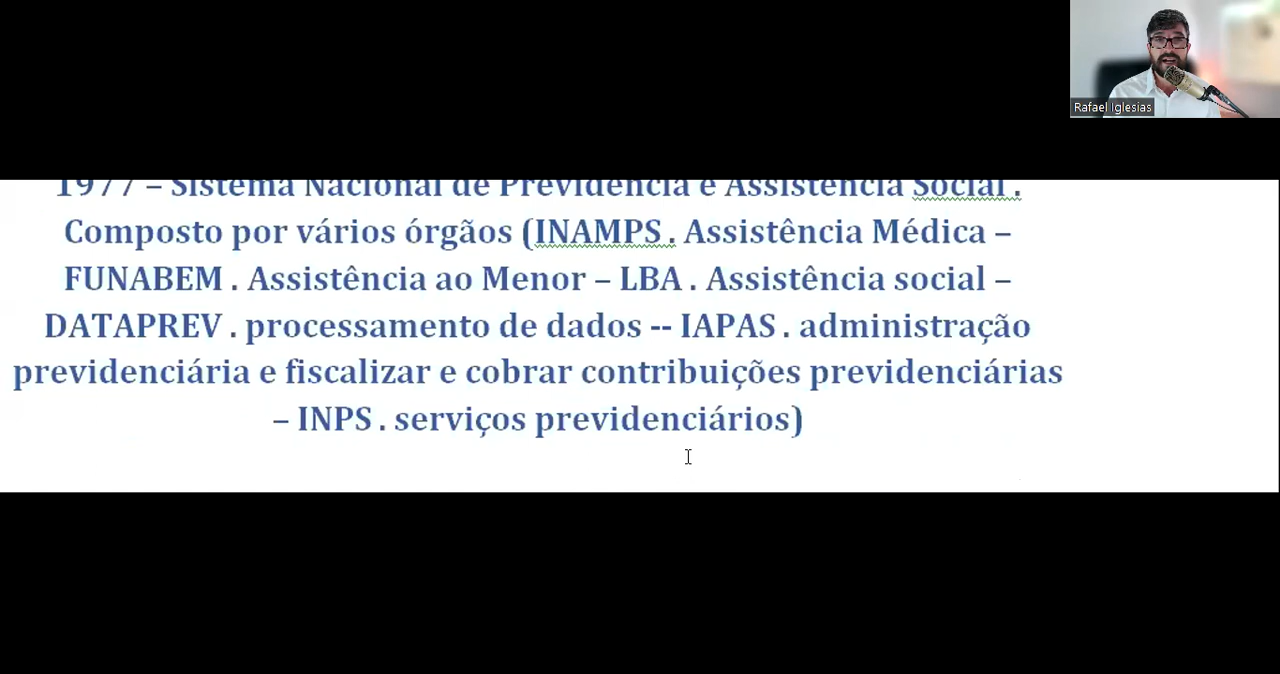 Rafael Iglesias
1977 – Sistema Nacional de Previdência e Assistência Social .
Composto por vários órgãos (INAMPS . Assistência Médica –
FUNABEM . Assistência ao Menor – LBA . Assistência social –
DATAPREV . processamento de dados -- IAPAS . administração
previdenciária e fiscalizar e cobrar contribuições previdenciárias
– INPS . serviços previdenciários)